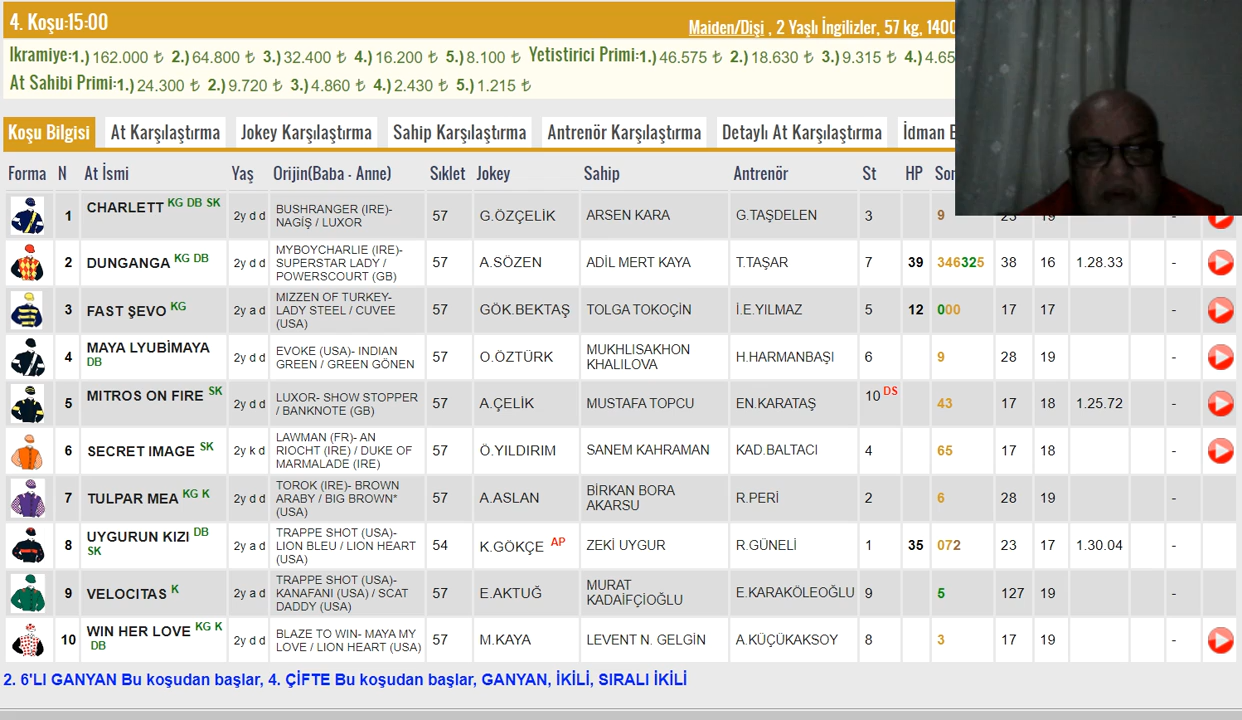 4. Koşu:15:00
Maiden/Dişi , 2 Yaşlı İngilizler, 57 kg, 1400
Ikramiye:1.) 162.000 ₺ 2.) 64.800 ₺ 3.) 32.400 ₺ 4.) 16.200 ₺ 5.) 8.100 ₺ Yetistirici Primi:1.) 46.575 ₺ 2.) 18.630 ₺ 3.) 9.315 ₺ 4.) 4.65
At Sahibi Primi:1.) 24.300 ₺ 2.) 9.720 ₺ 3.) 4.860 ₺ 4.) 2.430 ₺ 5.) 1.215 ₺
Koşu Bilgisi At Karşılaştırma Jokey Karşılaştırma Sahip Karşılaştırma Antrenör Karşılaştırma Detaylı At Karşılaştırma İdman
Forma N At İsmi Yaş Orijin(Baba - Anne) Sıklet Jokey Sahip Antrenör St HP Son
1 CHARLETT KG DB SK 2y d d BUSHRANGER (IRE)- NAGİŞ / LUXOR 57 G.ÖZÇELİK ARSEN KARA G.TAŞDELEN 3 9 25 19 -
2 DUNGANGA KG DB 2y d d MYBOYCHARLIE (IRE)- SUPERSTAR LADY / POWERSCOURT (GB) 57 A.SÖZEN ADİL MERT KAYA T.TAŞAR 7 39 346325 38 16 1.28.33 -
3 FAST ŞEVO KG 2y a d MIZZEN OF TURKEY- LADY STEEL / CUVEE (USA) 57 GÖK.BEKTAŞ TOLGA TOKOÇİN İ.E.YILMAZ 5 12 000 17 17 -
4 MAYA LYUBİMAYA DB 2y d d EVOKE (USA)- INDIAN GREEN / GREEN GÖNEN 57 O.ÖZTÜRK MUKHLISAKHON KHALILOVA H.HARMANBAŞI 6 9 28 19 -
5 MITROS ON FIRE SK 2y d d LUXOR- SHOW STOPPER / BANKNOTE (GB) 57 A.ÇELİK MUSTAFA TOPCU EN.KARATAŞ 10 DS 43 17 18 1.25.72 -
6 SECRET IMAGE SK 2y k d LAWMAN (FR)- AN RIOCHT (IRE) / DUKE OF MARMALADE (IRE) 57 Ö.YILDIRIM SANEM KAHRAMAN KAD.BALTACI 4 65 17 18 -
7 TULPAR MEA KG K 2y d d TOROK (IRE)- BROWN ARABY / BIG BROWN* (USA) 57 A.ASLAN BİRKAN BORA AKARSU R.PERİ 2 6 28 19 -
8 UYGURUN KIZI DB SK 2y a d TRAPPE SHOT (USA)- LION BLEU / LION HEART (USA) 54 K.GÖKÇE AP ZEKİ UYGUR R.GÜNELİ 1 35 072 23 17 1.30.04 -
9 VELOCITAS K 2y a d TRAPPE SHOT (USA)- KANAFANI (USA) / SCAT DADDY (USA) 57 E.AKTUĞ MURAT KADAİFÇİOĞLU E.KARAKÖLEOĞLU 9 5 127 19 -
10 WIN HER LOVE KG K DB 2y d d BLAZE TO WIN- MAYA MY LOVE / LION HEART (USA) 57 M.KAYA LEVENT N. GELGİN A.KÜÇÜKAKSOY 8 3 17 19 -
2. 6'LI GANYAN Bu koşudan başlar, 4. ÇİFTE Bu koşudan başlar, GANYAN, İKİLİ, SIRALI İKİLİ